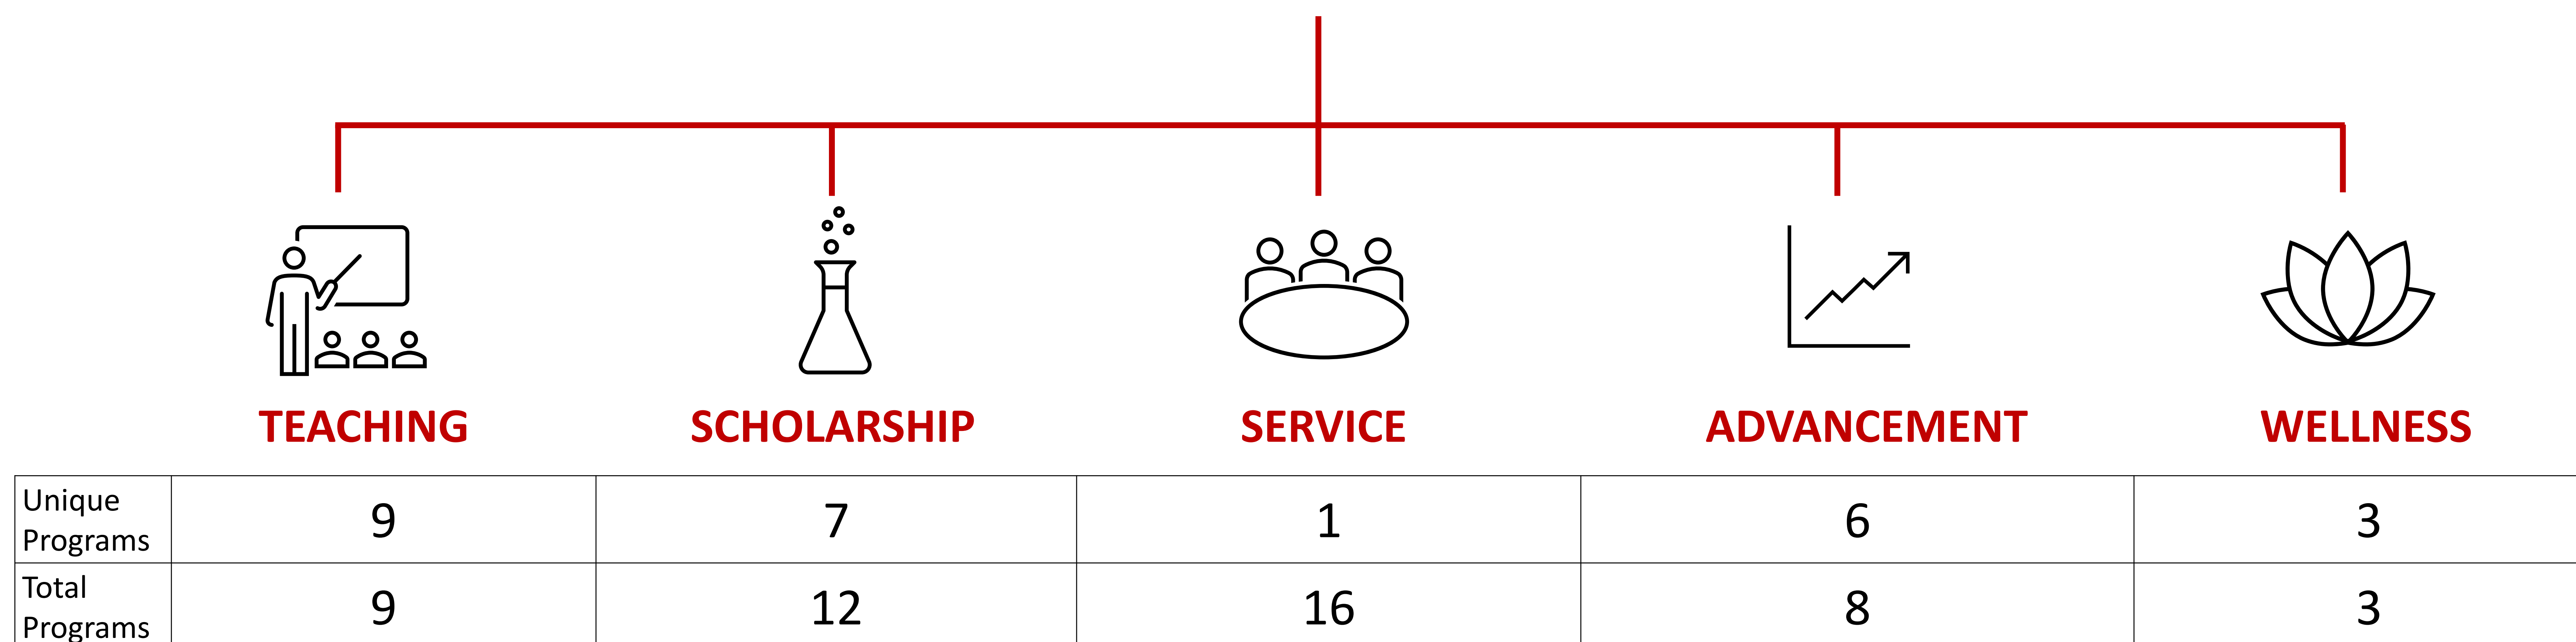 TEACHING SCHOLARSHIP SERVICE ADVANCEMENT WELLNESS
Unique
Programs 9 7 1 6 3
Total
Programs 9 12 16 8 3